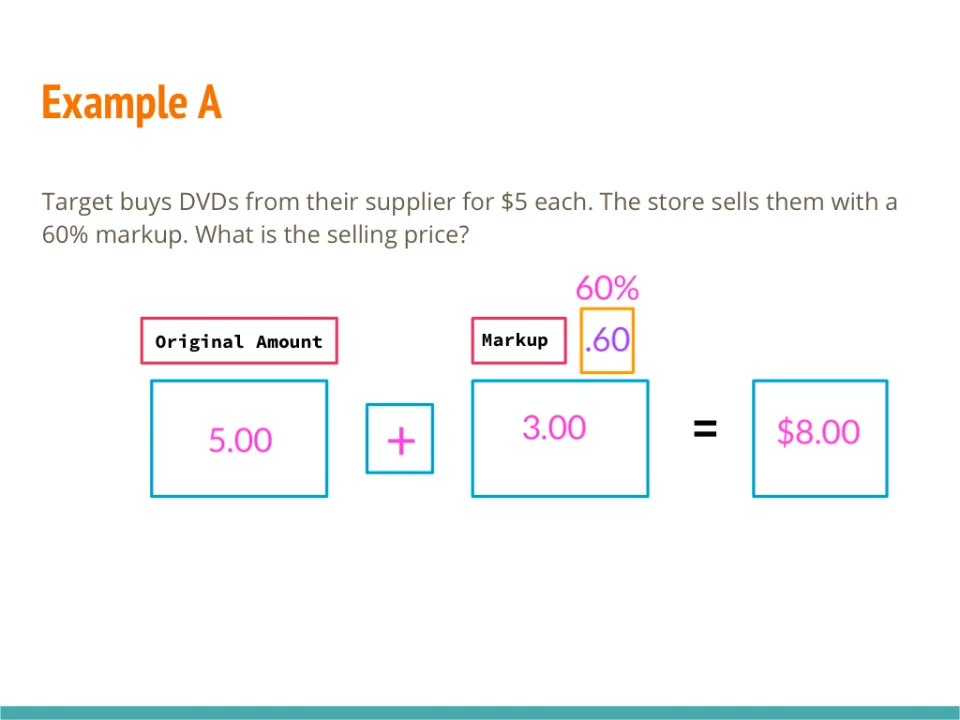 Example A
Target buys DVDs from their supplier for $5 each. The store sells them with a
60% markup. What is the selling price?
60%
Original Amount
Markup
.60
5.00
+
3.00
=
$8.00